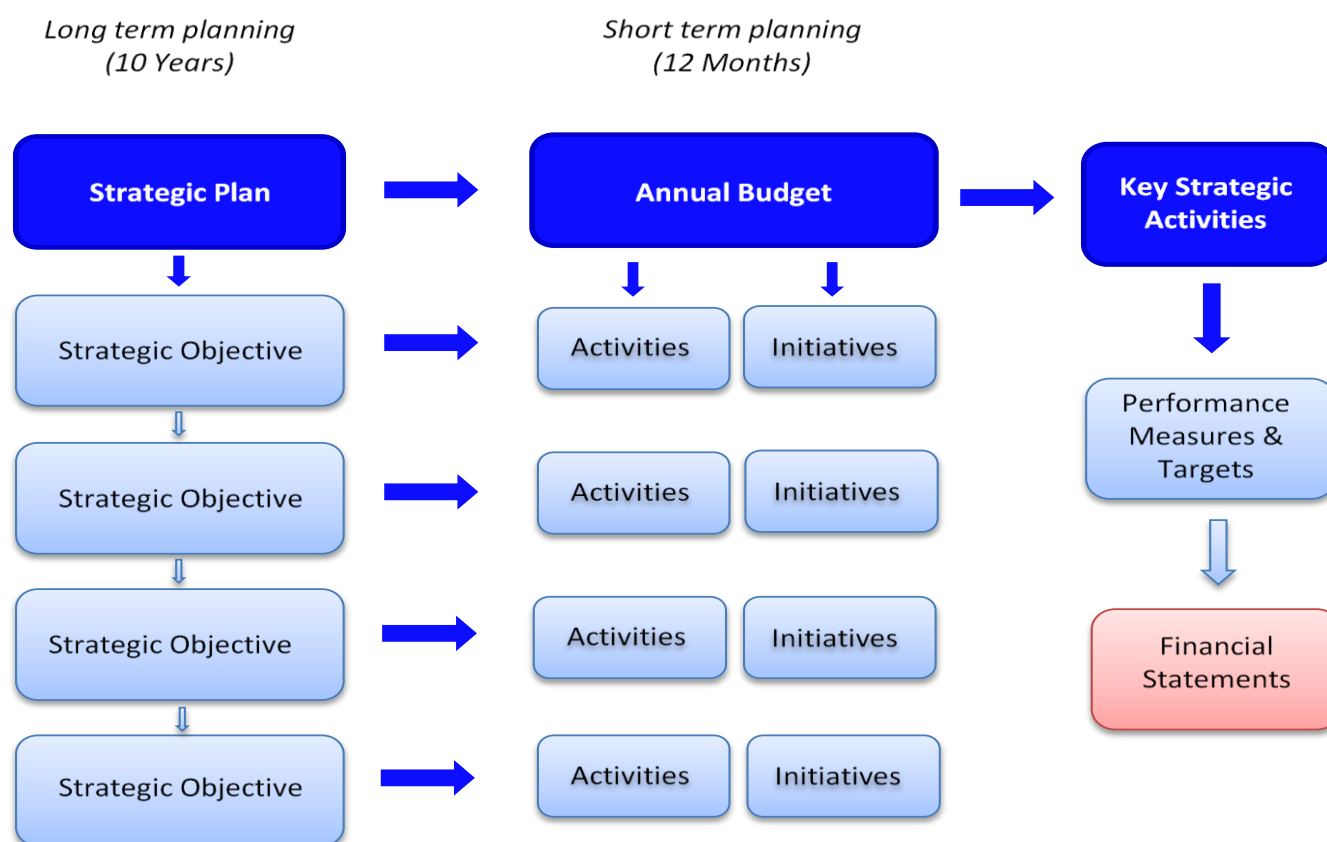 Long term planning
(10 Years)
Short term planning
(12 Months)
Strategic Plan
Annual Budget
Key Strategic
Activities
Strategic Objective
Activities
Initiatives
Strategic Objective
Activities
Initiatives
Strategic Objective
Activities
Initiatives
Strategic Objective
Activities
Initiatives
Performance
Measures &
Targets
Financial
Statements